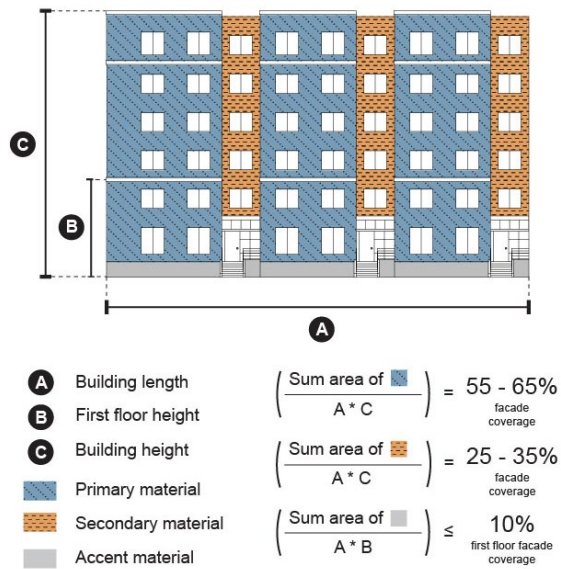 C
B
A
A Building length
B First floor height
C Building height
Primary material
Secondary material
Accent material
( Sum area of
A * C ) = 55 - 65%
facade
coverage
( Sum area of
A * C ) = 25 - 35%
facade
coverage
( Sum area of
A * B ) ≤ 10%
first floor facade
coverage